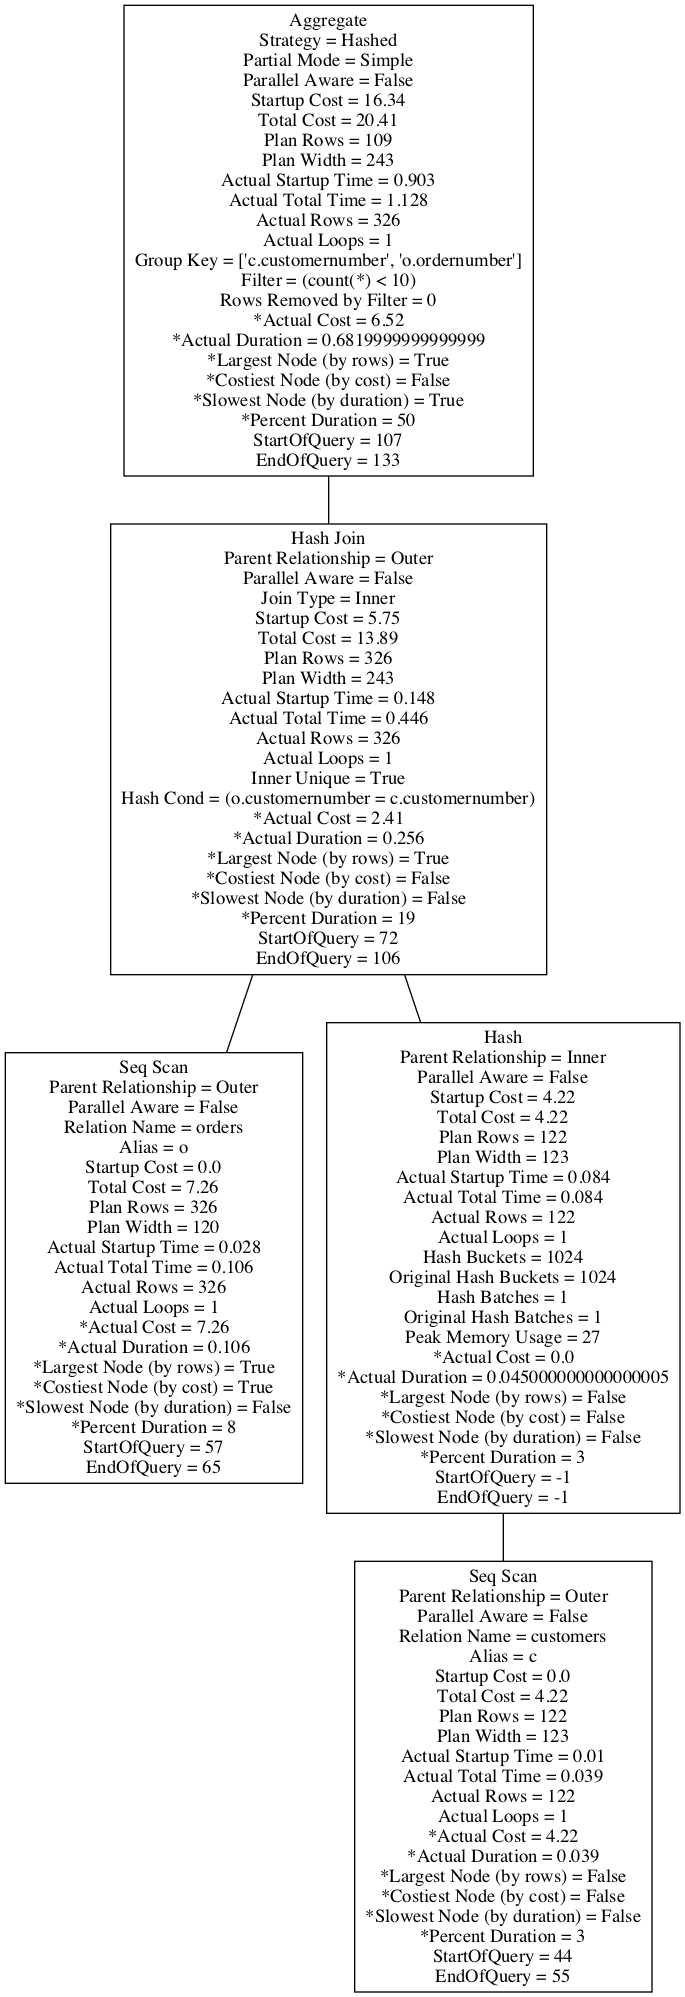 Aggregate
Strategy = Hashed
Partial Mode = Simple
Parallel Aware = False
Startup Cost = 16.34
Total Cost = 20.41
Plan Rows = 109
Plan Width = 243
Actual Startup Time = 0.903
Actual Total Time = 1.128
Actual Rows = 326
Actual Loops = 1
Group Key = ['c.customernumber', 'o.ordernumber']
Filter = (count(*) < 10)
Rows Removed by Filter = 0
*Actual Cost = 6.52
*Actual Duration = 0.6819999999999999
*Largest Node (by rows) = True
*Costiest Node (by cost) = False
*Slowest Node (by duration) = True
*Percent Duration = 50
StartOfQuery = 107
EndOfQuery = 133
Hash Join
Parent Relationship = Outer
Parallel Aware = False
Join Type = Inner
Startup Cost = 5.75
Total Cost = 13.89
Plan Rows = 326
Plan Width = 243
Actual Startup Time = 0.148
Actual Total Time = 0.446
Actual Rows = 326
Actual Loops = 1
Inner Unique = True
Hash Cond = (o.customernumber = c.customernumber)
*Actual Cost = 2.41
*Actual Duration = 0.256
*Largest Node (by rows) = True
*Costiest Node (by cost) = False
*Slowest Node (by duration) = False
*Percent Duration = 19
StartOfQuery = 72
EndOfQuery = 106
Seq Scan
Parent Relationship = Outer
Parallel Aware = False
Relation Name = orders
Alias = o
Startup Cost = 0.0
Total Cost = 7.26
Plan Rows = 326
Plan Width = 120
Actual Startup Time = 0.028
Actual Total Time = 0.106
Actual Rows = 326
Actual Loops = 1
*Actual Cost = 7.26
*Actual Duration = 0.106
*Largest Node (by rows) = True
*Costiest Node (by cost) = True
*Slowest Node (by duration) = False
*Percent Duration = 8
StartOfQuery = 57
EndOfQuery = 65
Hash
Parent Relationship = Inner
Parallel Aware = False
Startup Cost = 4.22
Total Cost = 4.22
Plan Rows = 122
Plan Width = 123
Actual Startup Time = 0.084
Actual Total Time = 0.084
Actual Rows = 122
Actual Loops = 1
Hash Buckets = 1024
Original Hash Buckets = 1024
Hash Batches = 1
Original Hash Batches = 1
Peak Memory Usage = 27
*Actual Cost = 0.0
*Actual Duration = 0.045000000000000005
*Largest Node (by rows) = False
*Costiest Node (by cost) = False
*Slowest Node (by duration) = False
*Percent Duration = 3
StartOfQuery = -1
EndOfQuery = -1
Seq Scan
Parent Relationship = Outer
Parallel Aware = False
Relation Name = customers
Alias = c
Startup Cost = 0.0
Total Cost = 4.22
Plan Rows = 122
Plan Width = 123
Actual Startup Time = 0.01
Actual Total Time = 0.039
Actual Rows = 122
Actual Loops = 1
*Actual Cost = 4.22
*Actual Duration = 0.039
*Largest Node (by rows) = False
*Costiest Node (by cost) = False
*Slowest Node (by duration) = False
*Percent Duration = 3
StartOfQuery = 44
EndOfQuery = 55